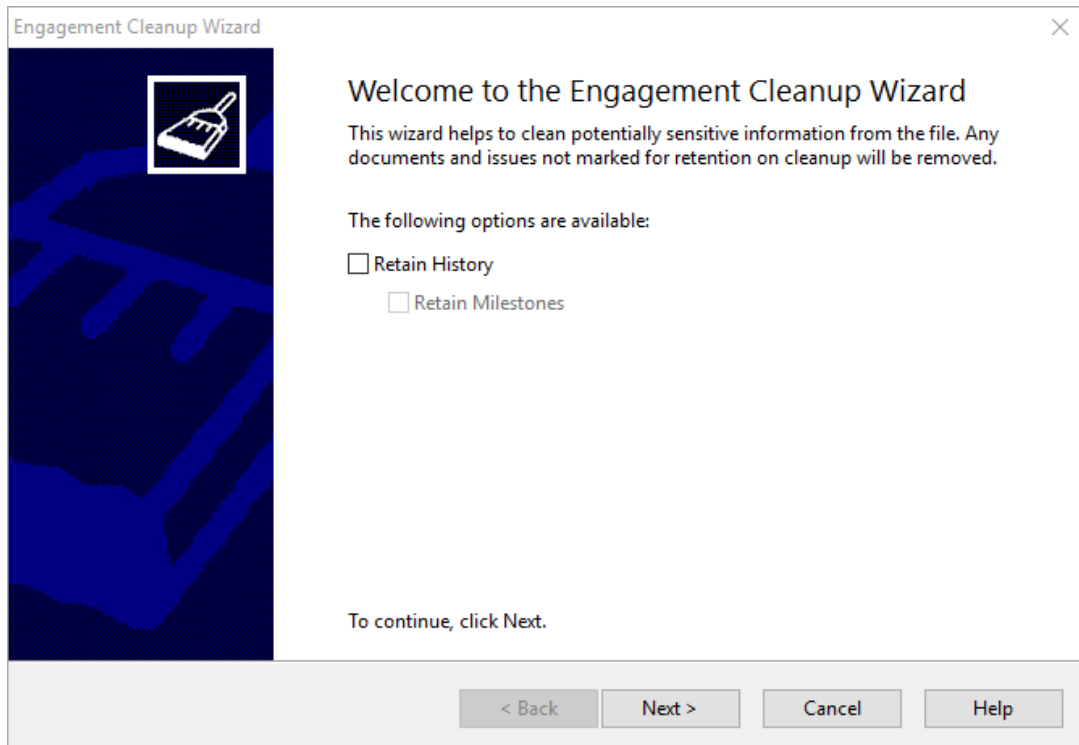 Engagement Cleanup Wizard
Welcome to the Engagement Cleanup Wizard
This wizard helps to clean potentially sensitive information from the file. Any
documents and issues not marked for retention on cleanup will be removed.
The following options are available:
Retain History
Retain Milestones
To continue, click Next.
< Back
Next >
Cancel
Help